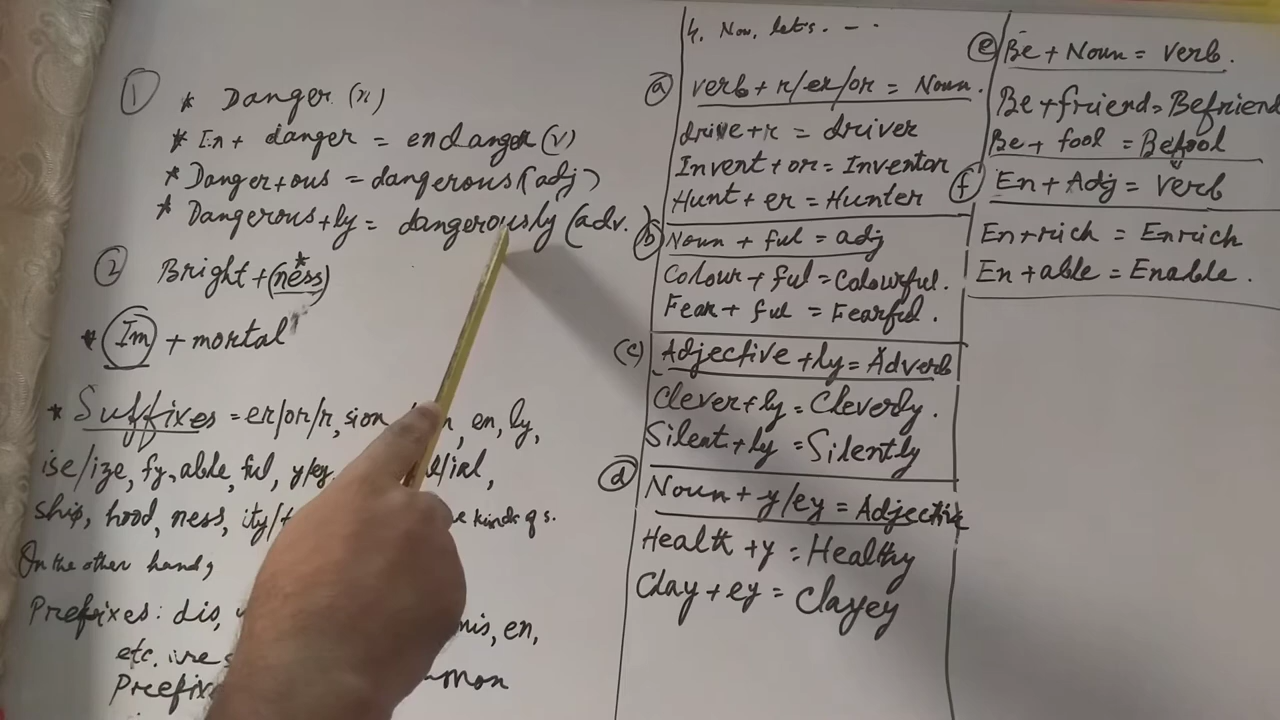 ① * Danger (n)
* En + danger = endanger (v)
* Danger + ous = dangerous (adj)
* Dangerous + ly = dangerously (adv.
② Bright + (ness)
* Im + mortal
* Suffixes = er/or/r, sion, en, ly,
ise/ize, fy, able, ful, y/ey, /ial,
ship, hood, ness, ity/ kinds of s.
On the other hand,
Prefixes: dis, mis, en,
etc. are
4. Now, let's. - - .
ⓐ verb + r/er/or = Noun.
drive + r = driver
Invent + or = Inventor
Hunt + er = Hunter
ⓑ Noun + ful = adj
Colour + ful = Colourful.
Fear + ful = Fearful.
(c) Adjective + ly = Adverb
Clever + ly = Cleverly.
Silent + ly = Silently
ⓓ Noun + y/ey = Adjective
Health + y = Healthy
Clay + ey = Clayey
ⓔ Be + Noun = verb.
Be + friend = Befriend
Be + fool = Befool
ⓕ En + Adj = verb
En + rich = Enrich
En + able = Enable.